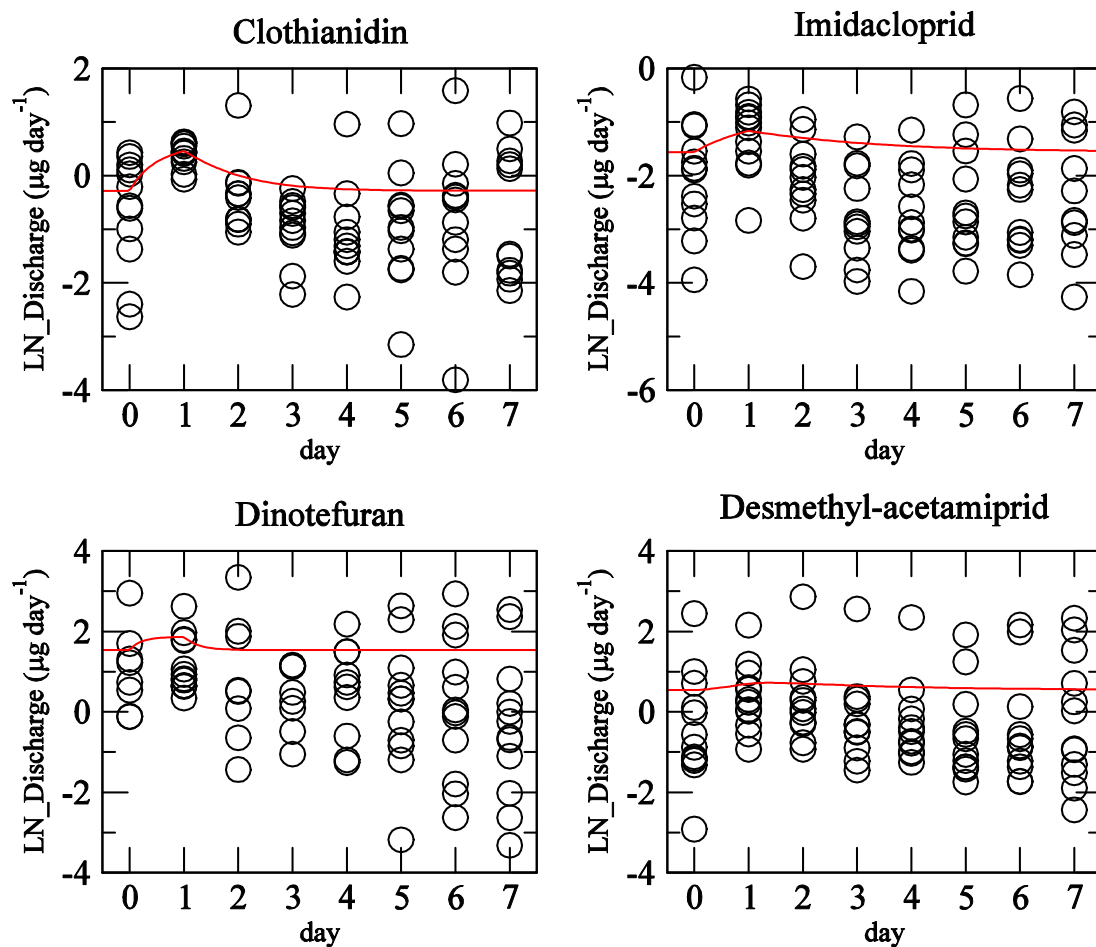 Clothianidin
LN_Discharge (µg day-1)
2
0
-2
-4
0 1 2 3 4 5 6 7
day
Imidacloprid
LN_Discharge (µg day-1)
0
-2
-4
-6
0 1 2 3 4 5 6 7
day
Dinotefuran
LN_Discharge (µg day-1)
4
2
0
-2
-4
0 1 2 3 4 5 6 7
day
Desmethyl-acetamiprid
LN_Discharge (µg day-1)
4
2
0
-2
-4
0 1 2 3 4 5 6 7
day